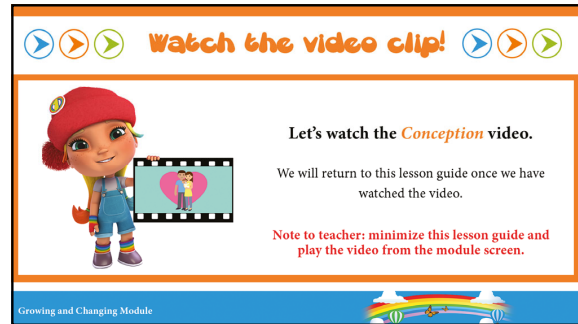 Watch the video clip!
Let's watch the Conception video.
We will return to this lesson guide once we have
watched the video.
Note to teacher: minimize this lesson guide and
play the video from the module screen.
Growing and Changing Module